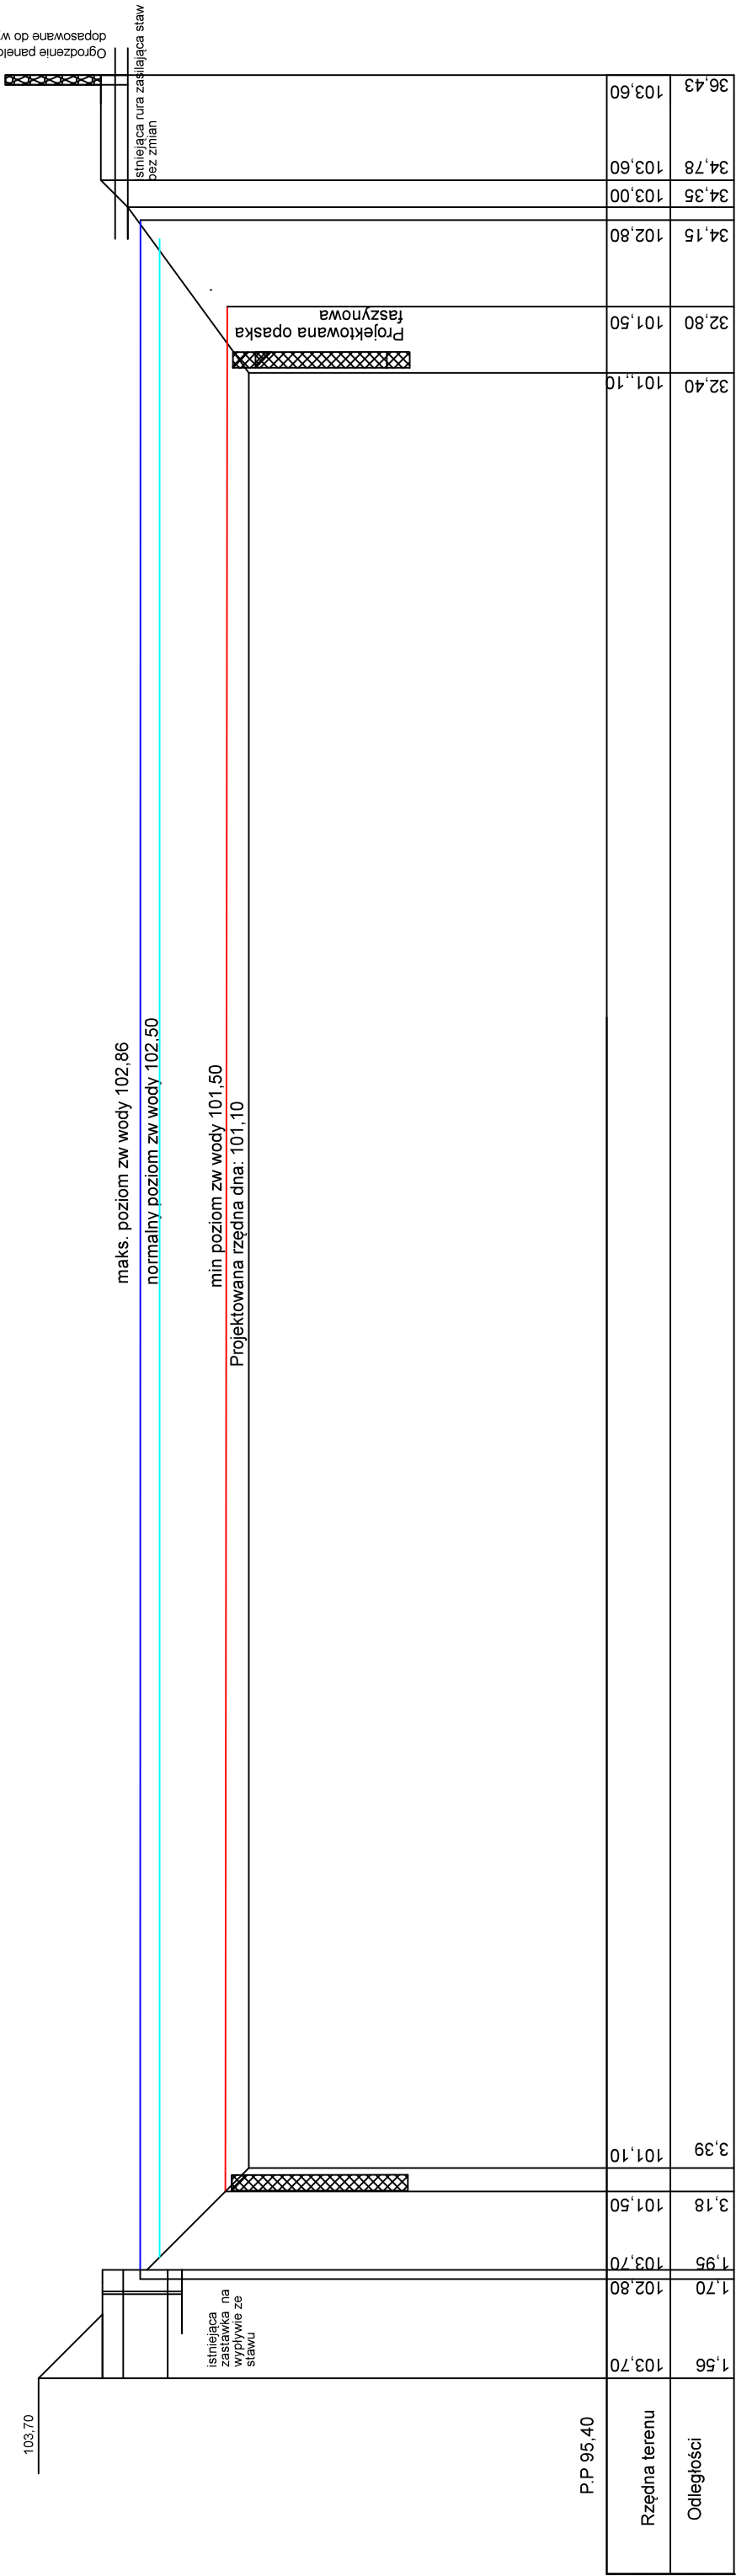 103,70
istniejąca
zastawka na
wypływie ze
stawu
maks. poziom zw wody 102,86
normalny poziom zw wody 102,50
min poziom zw wody 101,50
Projektowana rzędna dna: 101,10
Projektowana opaska
faszynowa
stniejąca rura zasilająca staw
bez zmian
Ogrodzenie panelo
dopasowane do w
P.P 95,40
Rzędna terenu
103,70
102,80
103,70
101,50
101,10
101,,10
101,50
102,80
103,00
103,60
103,60
Odległości
1,56
1,70
1,95
3,18
3,39
32,40
32,80
34,15
34,35
34,78
36,43